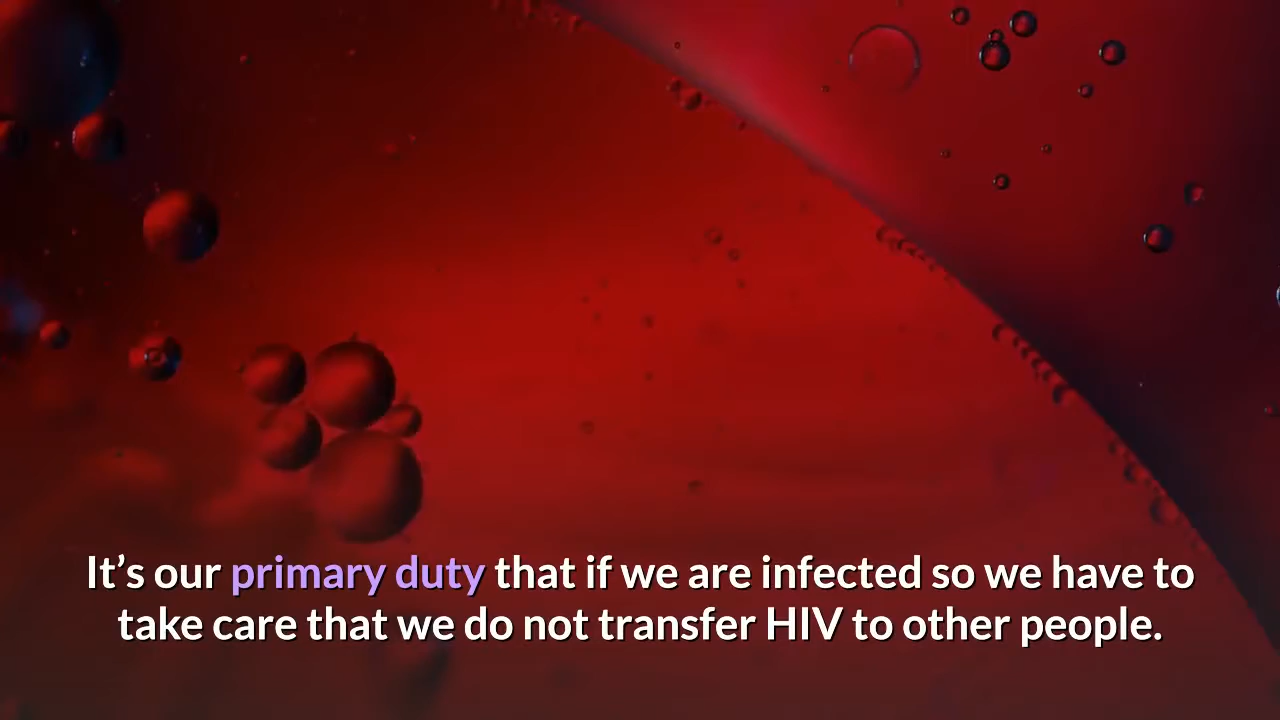 It’s our primary duty that if we are infected so we have to
take care that we do not transfer HIV to other people.